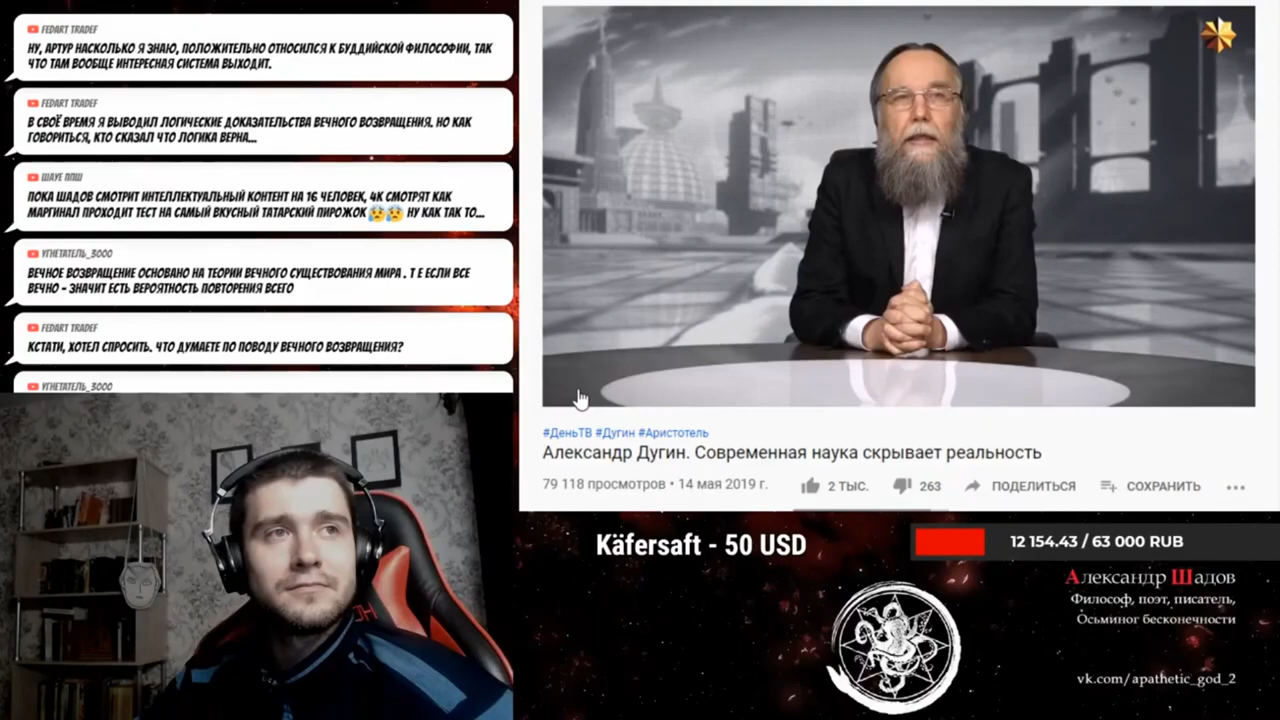 FEDART TRADEF
НУ, АРТУР НАСКОЛЬКО Я ЗНАЮ, ПОЛОЖИТЕЛЬНО ОТНОСИЛСЯ К БУДДИЙСКОЙ ФИЛОСОФИИ, ТАК
ЧТО ТАМ ВООБЩЕ ИНТЕРЕСНАЯ СИСТЕМА ВЫХОДИТ.
FEDART TRADEF
В СВОЁ ВРЕМЯ Я ВЫВОДИЛ ЛОГИЧЕСКИЕ ДОКАЗАТЕЛЬСТВА ВЕЧНОГО ВОЗВРАЩЕНИЯ. НО КАК
ГОВОРИТЬСЯ, КТО СКАЗАЛ ЧТО ЛОГИКА ВЕРНА...
ШАУЕ ППШ
ПОКА ШАДОВ СМОТРИТ ИНТЕЛЛЕКТУАЛЬНЫЙ КОНТЕНТ НА 16 ЧЕЛОВЕК, 4К СМОТРЯТ КАК
МАРГИНАЛ ПРОХОДИТ ТЕСТ НА САМЫЙ ВКУСНЫЙ ТАТАРСКИЙ ПИРОЖОК 😰😰 НУ КАК ТАК ТО...
УГНЕТАТЕЛЬ_3000
ВЕЧНОЕ ВОЗВРАЩЕНИЕ ОСНОВАНО НА ТЕОРИИ ВЕЧНОГО СУЩЕСТВОВАНИЯ МИРА . Т Е ЕСЛИ ВСЕ
ВЕЧНО - ЗНАЧИТ ЕСТЬ ВЕРОЯТНОСТЬ ПОВТОРЕНИЯ ВСЕГО
FEDART TRADEF
КСТАТИ, ХОТЕЛ СПРОСИТЬ. ЧТО ДУМАЕТЕ ПО ПОВОДУ ВЕЧНОГО ВОЗВРАЩЕНИЯ?
УГНЕТАТЕЛЬ_3000
#ДеньТВ #Дугин #Аристотель
Александр Дугин. Современная наука скрывает реальность
79 118 просмотров • 14 мая 2019 г.
2 ТЫС.
263
ПОДЕЛИТЬСЯ
СОХРАНИТЬ
Käfersaft - 50 USD
12 154.43 / 63 000 RUB
Александр Шадов
Философ, поэт, писатель,
Осьминог бесконечности
vk.com/apathetic_god_2